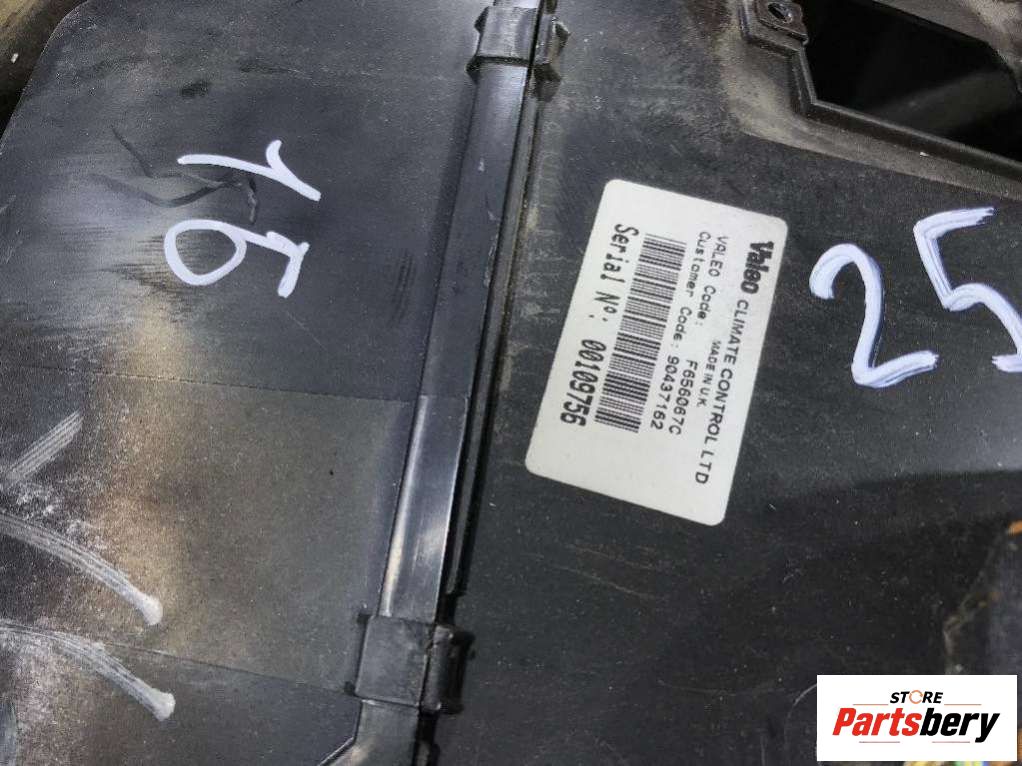 16
25
Valeo CLIMATE CONTROL LTD
MADE IN U.K.
VALEO Code: F656067C
Customer Code: 90437162
Serial Nº: 00109756
STORE
Partsbery